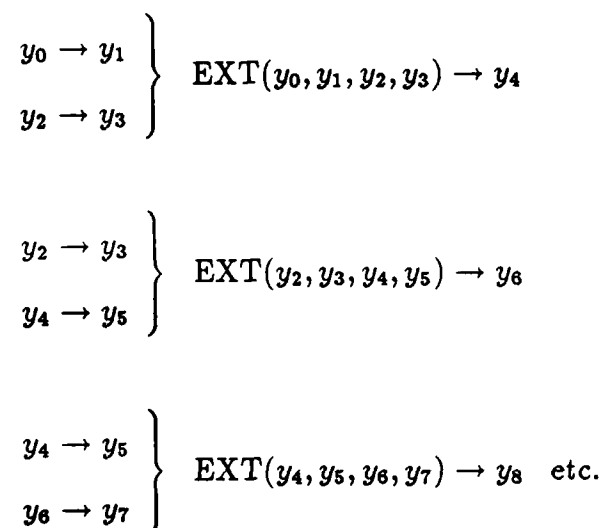 y₀ → y₁
y₂ → y₃
EXT(y₀, y₁, y₂, y₃) → y₄
y₂ → y₃
y₄ → y₅
EXT(y₂, y₃, y₄, y₅) → y₆
y₄ → y₅
y₆ → y₇
EXT(y₄, y₅, y₆, y₇) → y₈ etc.